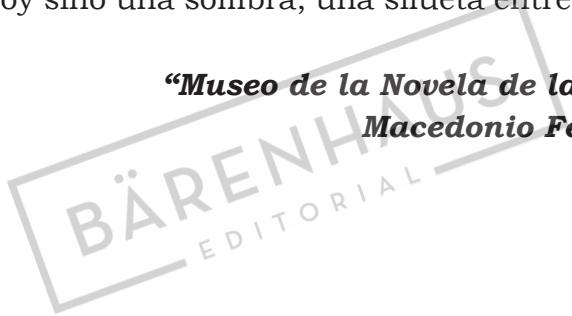 oy sino una sombra, una silueta entre
“Museo de la Novela de la
Macedonio Fe
BÄRENHAUS
EDITORIAL